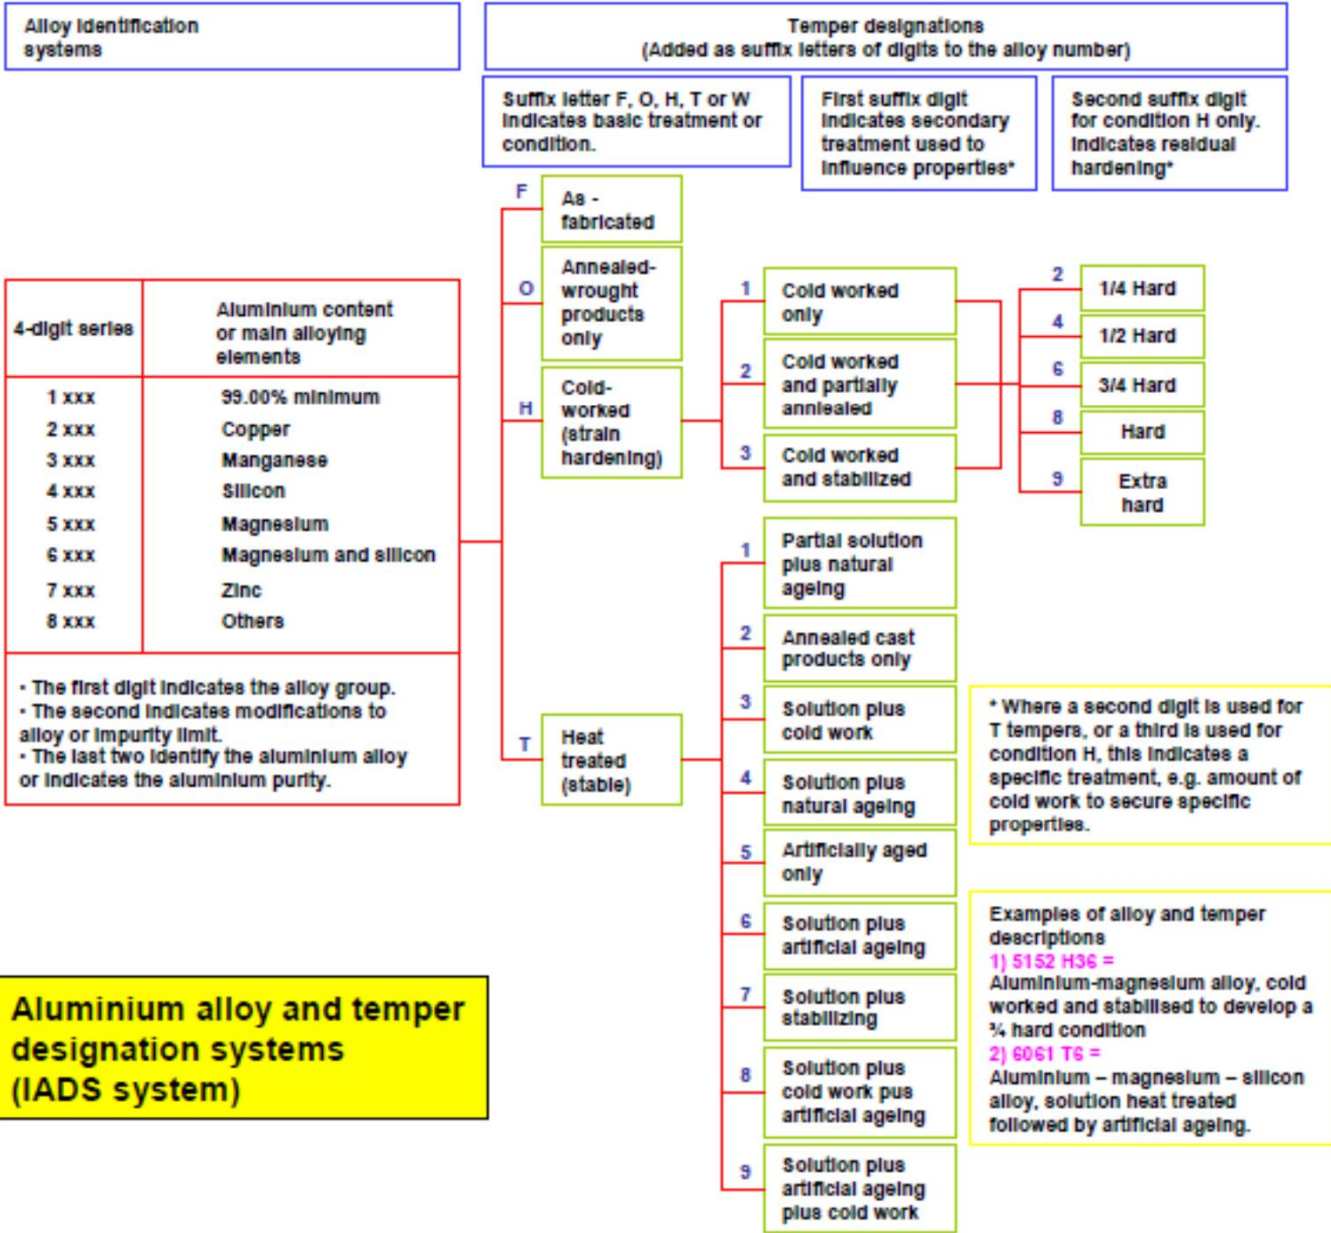 Alloy identification
systems
Temper designations
(Added as suffix letters of digits to the alloy number)
Suffix letter F, O, H, T or W
indicates basic treatment or
condition.
First suffix digit
indicates secondary
treatment used to
influence properties*
Second suffix digit
for condition H only.
Indicates residual
hardening*
4-digit series
Aluminium content
or main alloying
elements
1 xxx 99.00% minimum
2 xxx Copper
3 xxx Manganese
4 xxx Silicon
5 xxx Magnesium
6 xxx Magnesium and silicon
7 xxx Zinc
8 xxx Others
• The first digit indicates the alloy group.
• The second indicates modifications to
alloy or impurity limit.
• The last two identify the aluminium alloy
or indicates the aluminium purity.
F
As -
fabricated
O
Annealed-
wrought
products
only
H
Cold-
worked
(strain
hardening)
T
Heat
treated
(stable)
1
Cold worked
only
2
Cold worked
and partially
anniealed
3
Cold worked
and stabilized
2
1/4 Hard
4
1/2 Hard
6
3/4 Hard
8
Hard
9
Extra
hard
1
Partial solution
plus natural
ageing
2
Annealed cast
products only
3
Solution plus
cold work
4
Solution plus
natural ageing
5
Artificially aged
only
6
Solution plus
artificial ageing
7
Solution plus
stabilizing
8
Solution plus
cold work pus
artificial ageing
9
Solution plus
artificial ageing
plus cold work
* Where a second digit is used for
T tempers, or a third is used for
condition H, this indicates a
specific treatment, e.g. amount of
cold work to secure specific
properties.
Examples of alloy and temper
descriptions
1) 5152 H36 =
Aluminium-magnesium alloy, cold
worked and stabilised to develop a
¾ hard condition
2) 6061 T6 =
Aluminium – magnesium – silicon
alloy, solution heat treated
followed by artificial ageing.
Aluminium alloy and temper
designation systems
(IADS system)